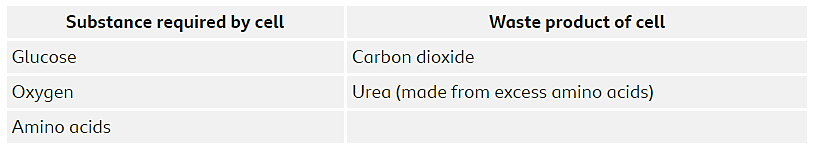 Substance required by cell Waste product of cell
Glucose Carbon dioxide
Oxygen Urea (made from excess amino acids)
Amino acids